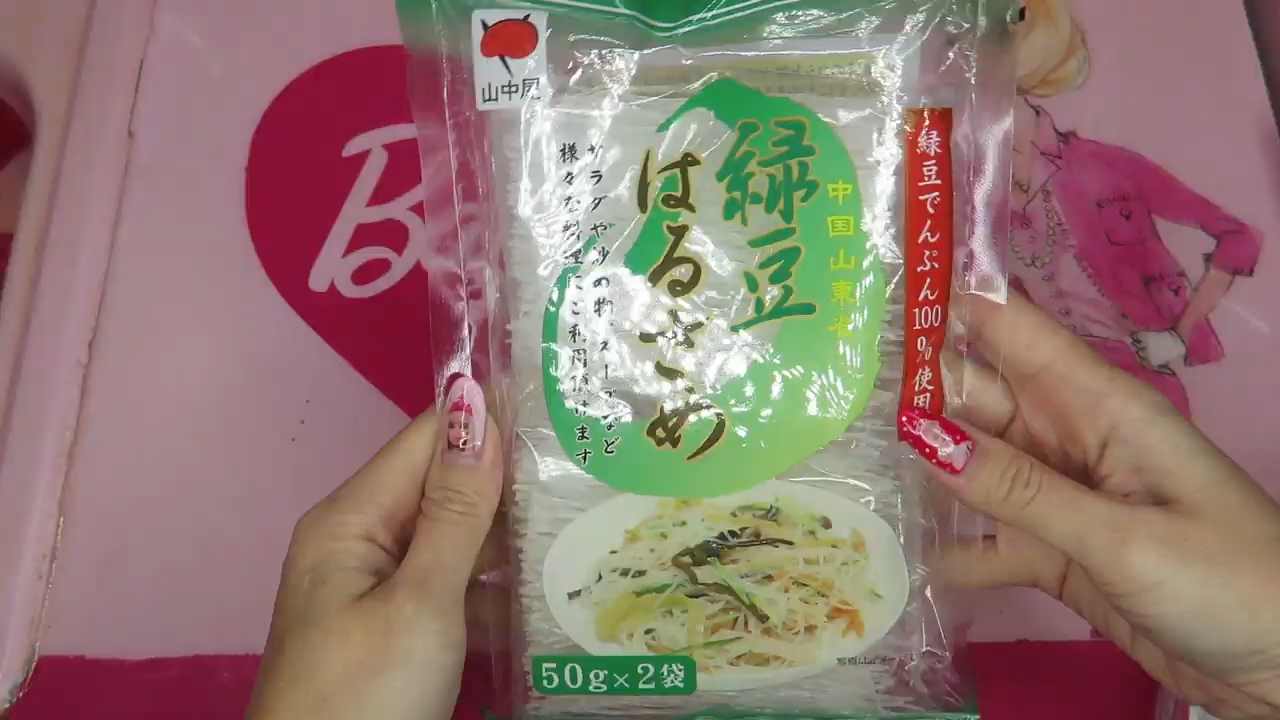 山中屋
緑豆でんぷん100%使用
中国山東省
緑豆
はるさめ
サラダや炒め物、スープなど
様々な料理にご利用頂けます
50g×2袋